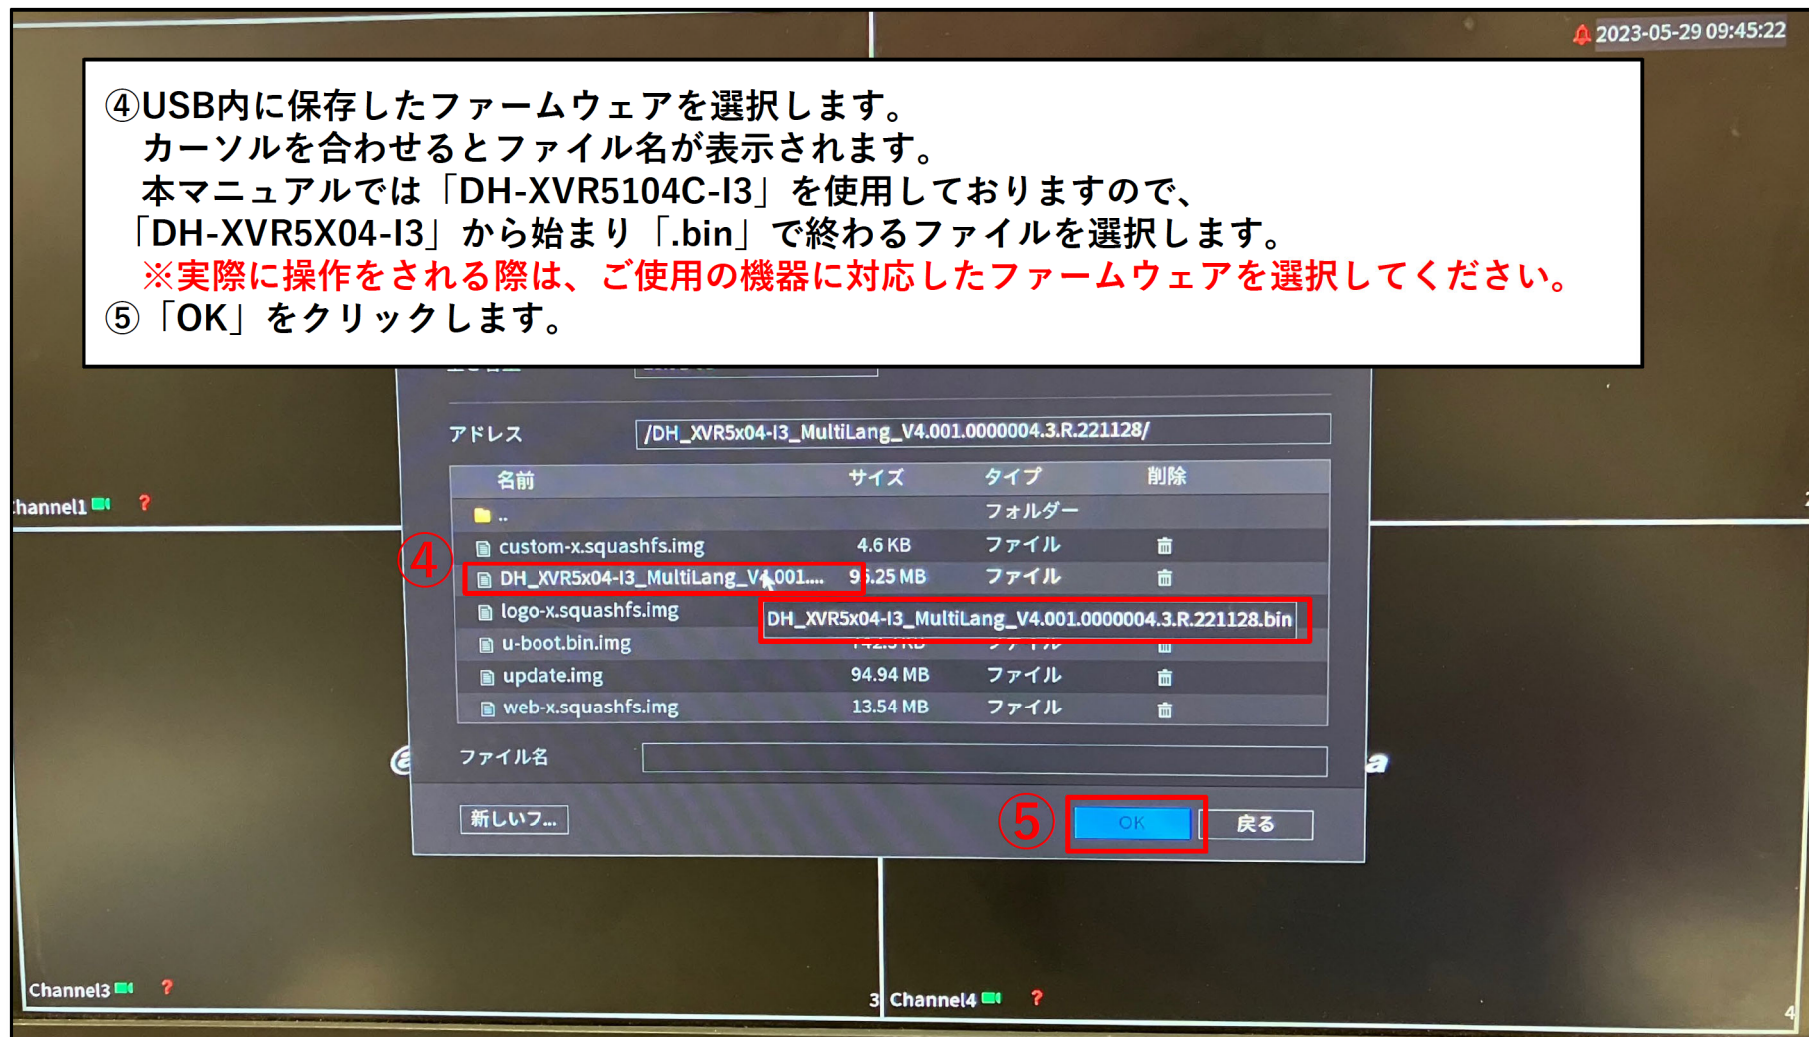 2023-05-29 09:45:22
④USB内に保存したファームウェアを選択します。
カーソルを合わせるとファイル名が表示されます。
本マニュアルでは「DH-XVR5104C-I3」を使用しておりますので、
「DH-XVR5X04-I3」から始まり「.bin」で終わるファイルを選択します。
※実際に操作をされる際は、ご使用の機器に対応したファームウェアを選択してください。
⑤「OK」をクリックします。
アドレス /DH_XVR5x04-I3_MultiLang_V4.001.0000004.3.R.221128/
名前 サイズ タイプ 削除
.. フォルダー
custom-x.squashfs.img 4.6 KB ファイル
④
DH_XVR5x04-I3_MultiLang_V4.001.... 96.25 MB ファイル
logo-x.squashfs.img
DH_XVR5x04-I3_MultiLang_V4.001.0000004.3.R.221128.bin
u-boot.bin.img
update.img 94.94 MB ファイル
web-x.squashfs.img 13.54 MB ファイル
ファイル名
新しいフ... ⑤ OK 戻る
hannel1 ?
Channel3 ? 3
Channel4 ? 4